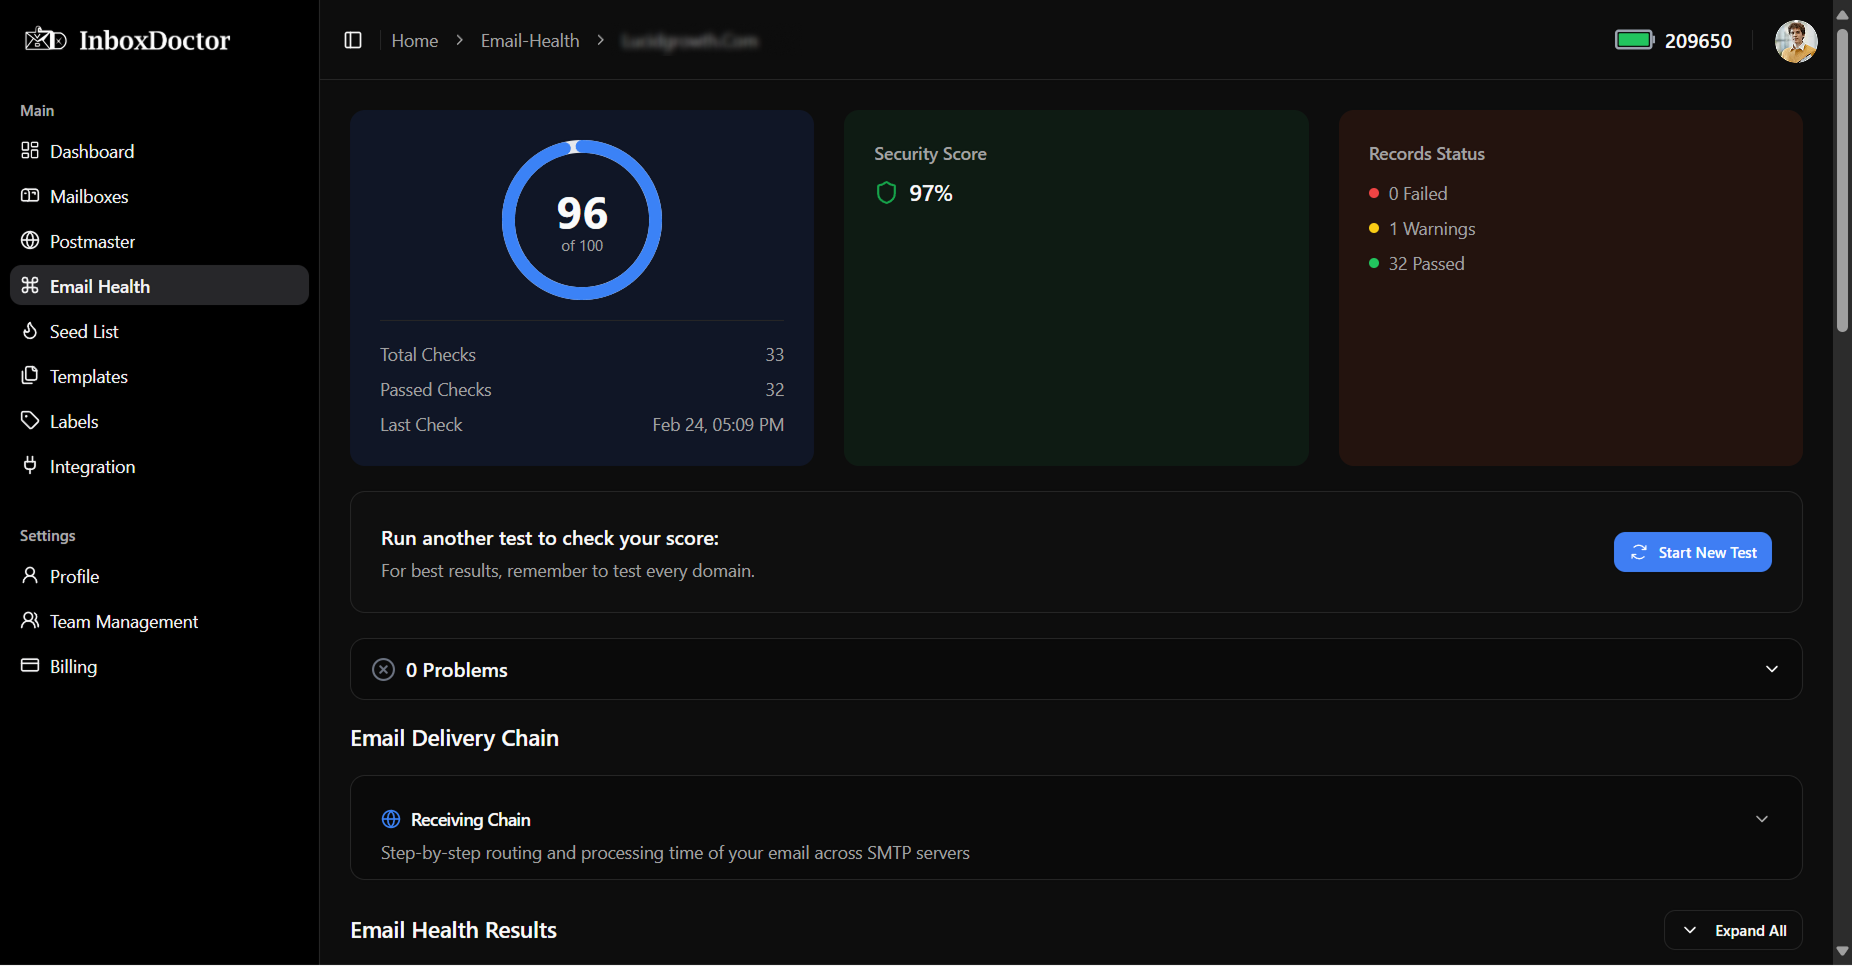 InboxDoctor
Main
Dashboard
Mailboxes
Postmaster
Email Health
Seed List
Templates
Labels
Integration
Settings
Profile
Team Management
Billing
Home > Email-Health >
209650
96
of 100
Total Checks 33
Passed Checks 32
Last Check Feb 24, 05:09 PM
Security Score
97%
Records Status
0 Failed
1 Warnings
32 Passed
Run another test to check your score:
For best results, remember to test every domain.
Start New Test
0 Problems
Email Delivery Chain
Receiving Chain
Step-by-step routing and processing time of your email across SMTP servers
Email Health Results
Expand All